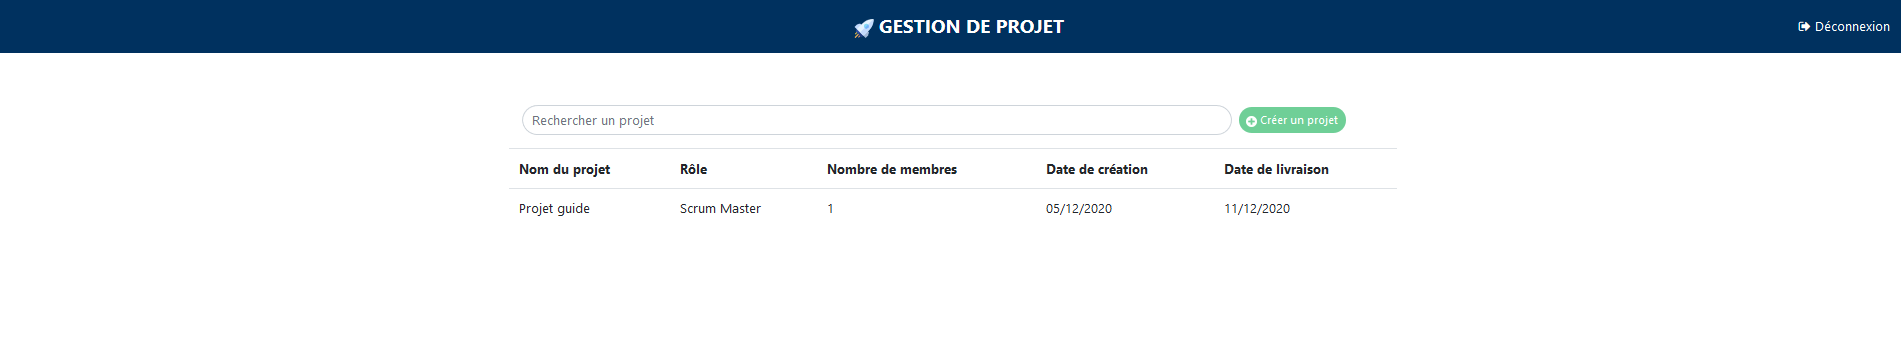 GESTION DE PROJET
Déconnexion
Rechercher un projet
Créer un projet
Nom du projet Rôle Nombre de membres Date de création Date de livraison
Projet guide Scrum Master 1 05/12/2020 11/12/2020